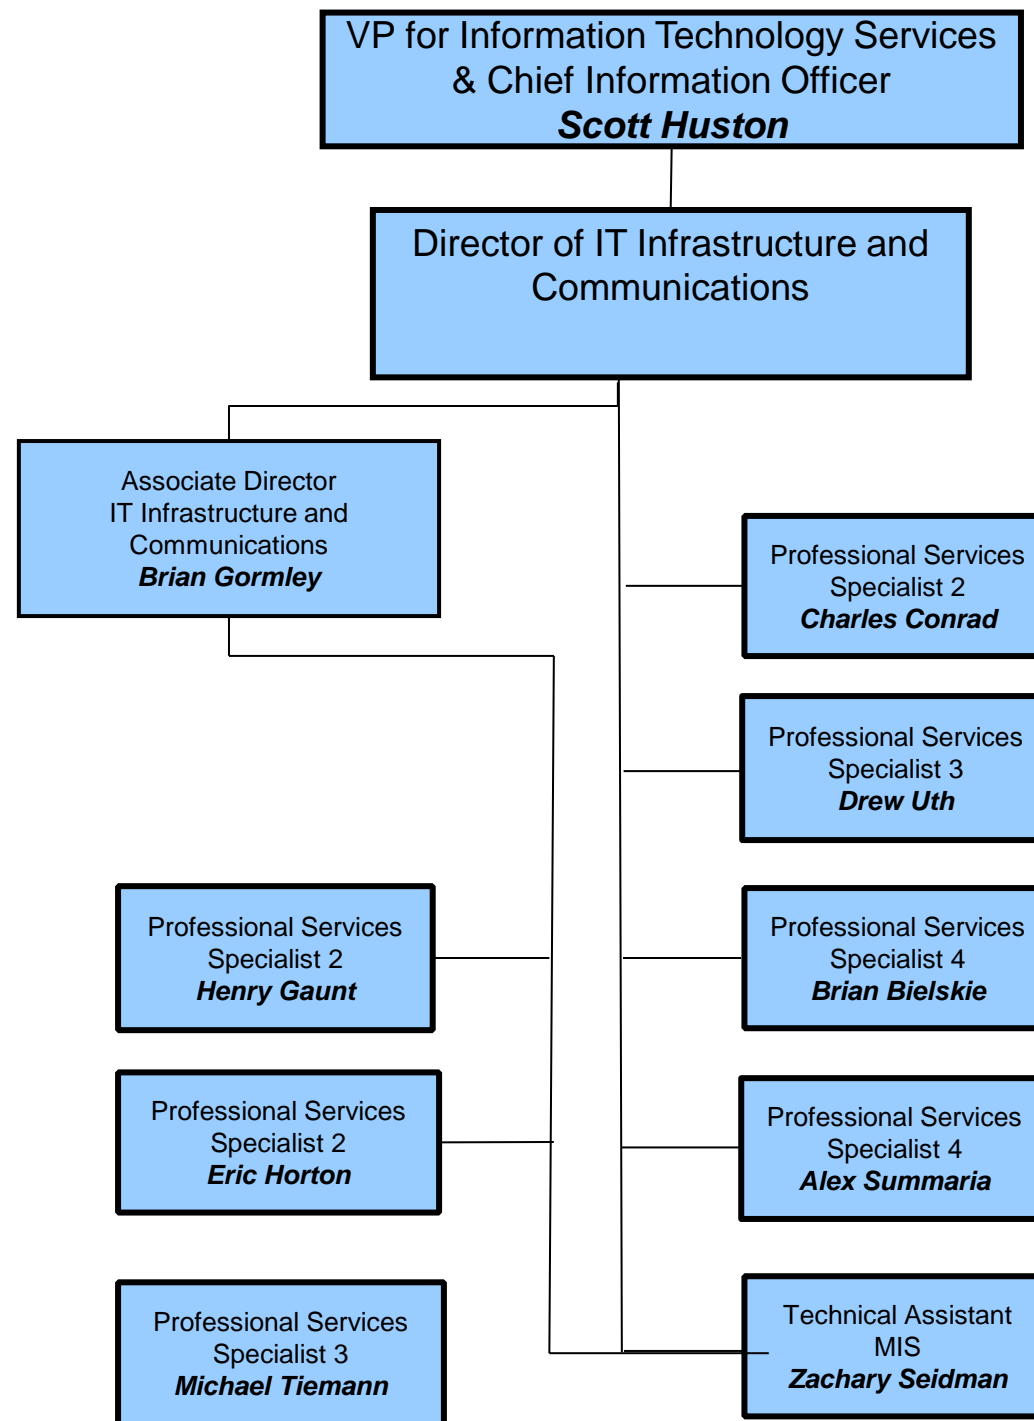 VP for Information Technology Services
& Chief Information Officer
Scott Huston
Director of IT Infrastructure and
Communications
Associate Director
IT Infrastructure and
Communications
Brian Gormley
Professional Services
Specialist 2
Charles Conrad
Professional Services
Specialist 3
Drew Uth
Professional Services
Specialist 2
Henry Gaunt
Professional Services
Specialist 4
Brian Bielskie
Professional Services
Specialist 2
Eric Horton
Professional Services
Specialist 4
Alex Summaria
Professional Services
Specialist 3
Michael Tiemann
Technical Assistant
MIS
Zachary Seidman